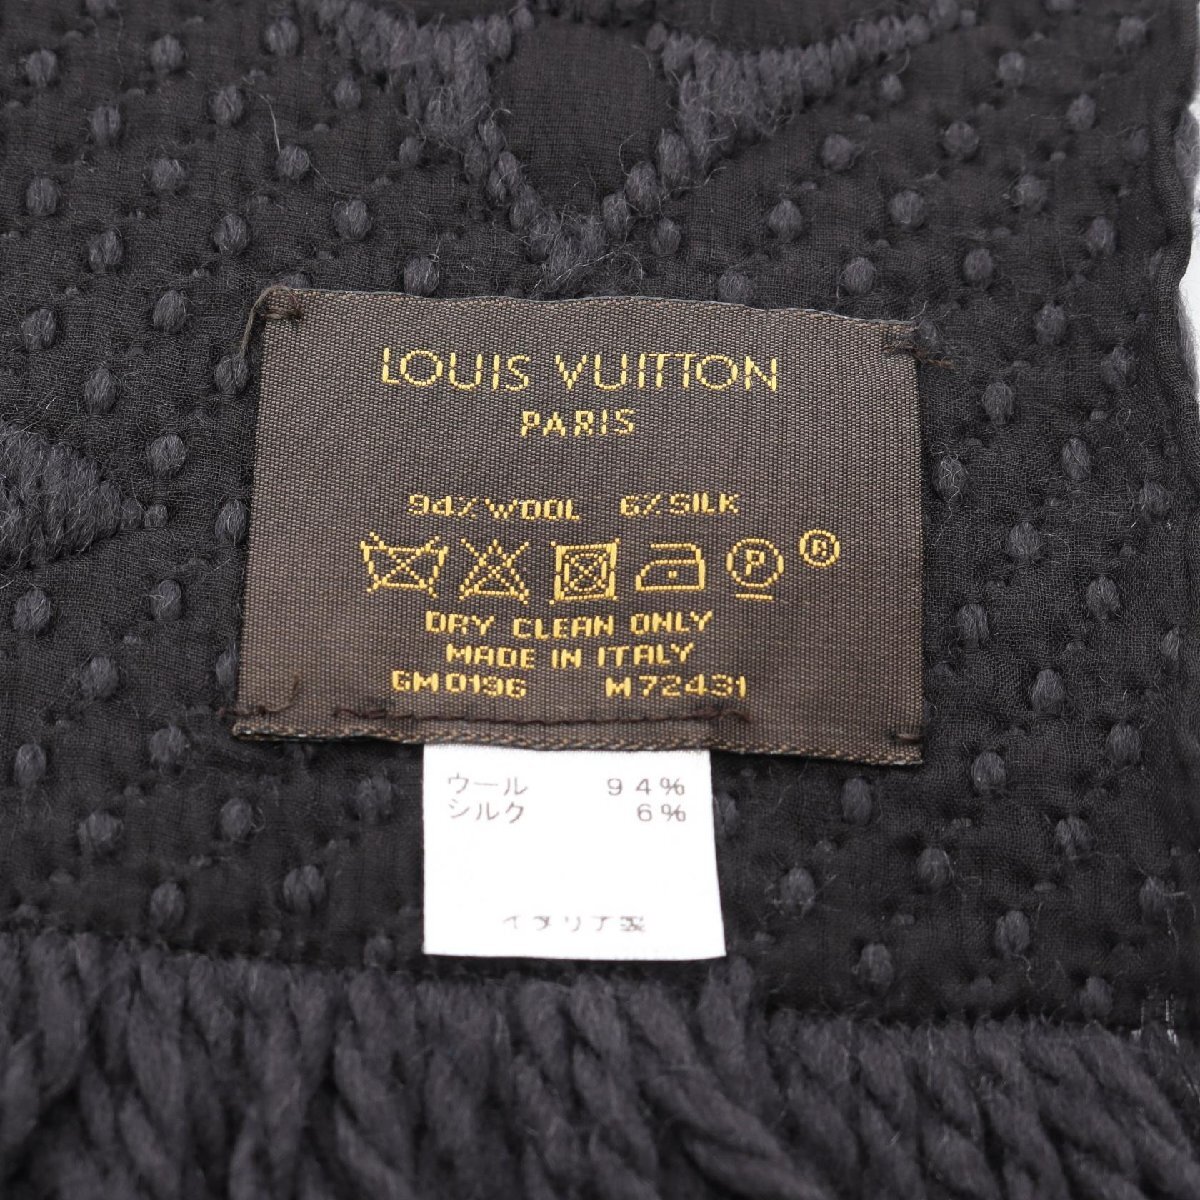 LOUIS VUITTON
PARIS
94% WOOL 6% SILK
P ®
DRY CLEAN ONLY
MADE IN ITALY
GM0196 M72431
ウール 94%
シルク 6%
イタリア製